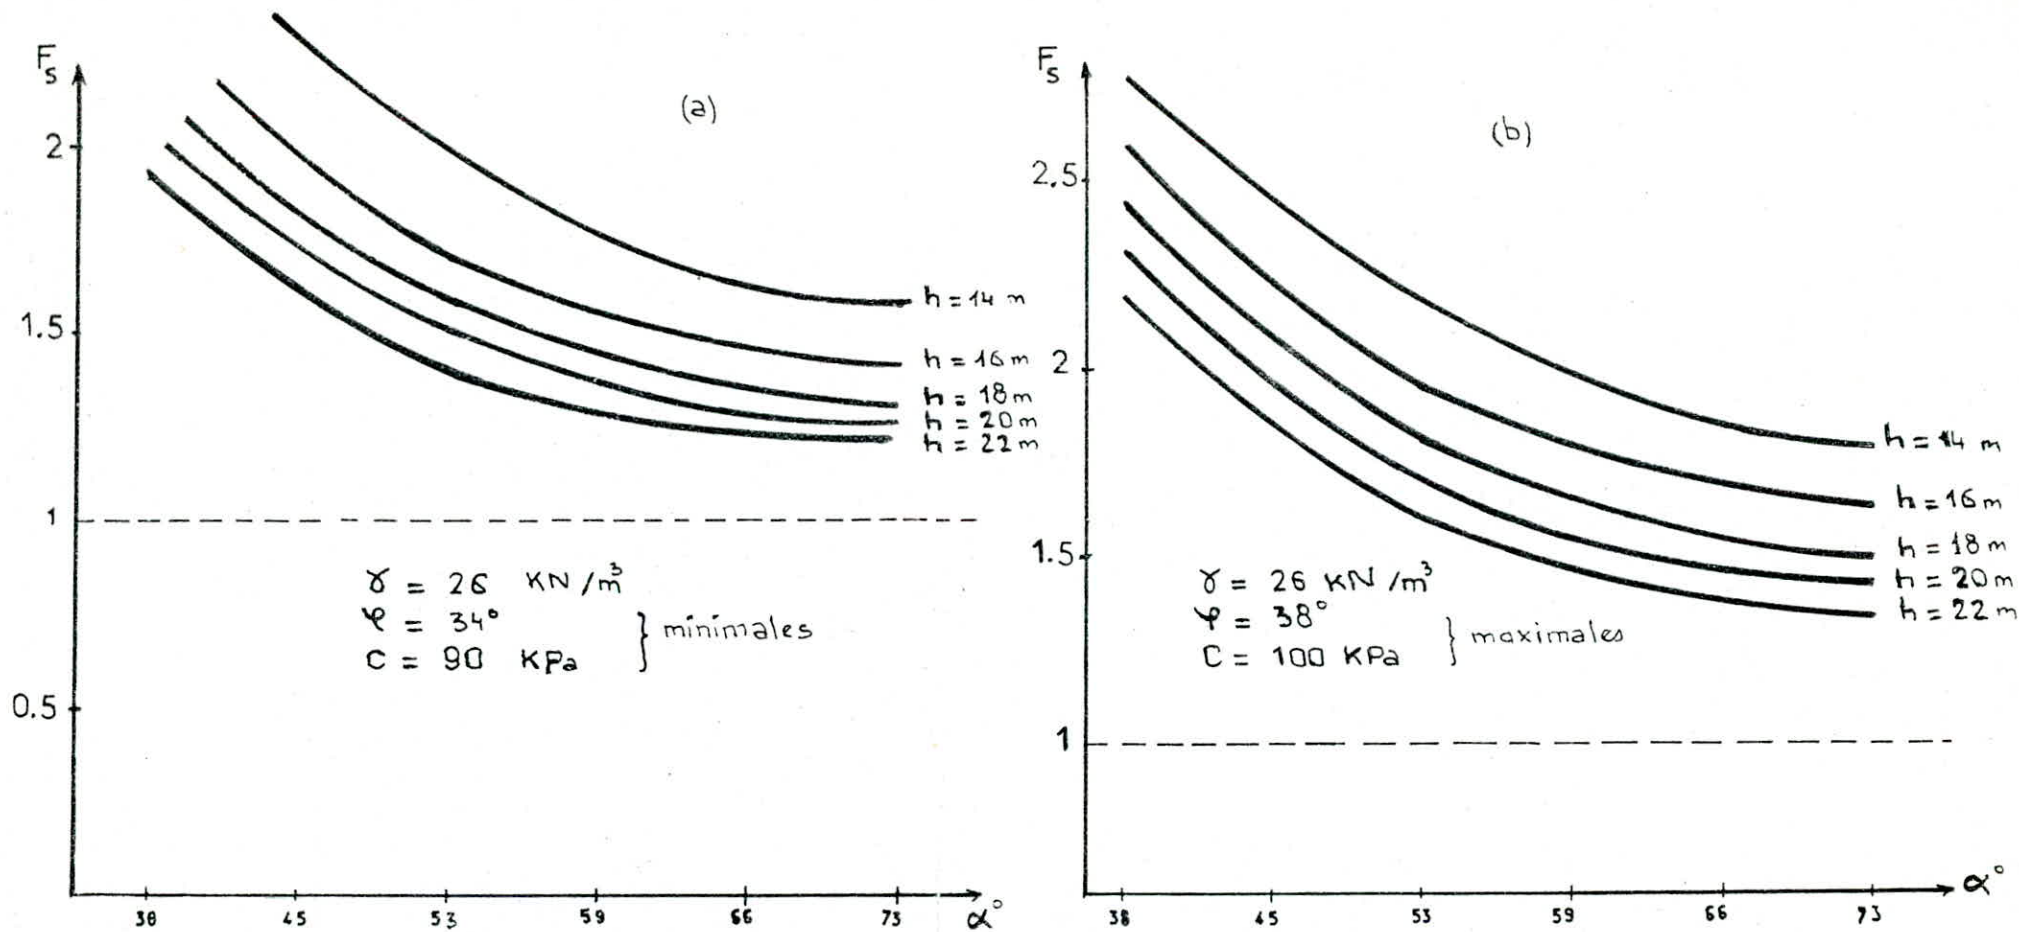 Fs
(a)
2
1.5
1
0.5
h = 14 m
h = 16 m
h = 18 m
h = 20 m
h = 22 m
γ = 26 KN/m³
φ = 34°
C = 90 KPa
} minimales
38 45 53 59 66 73 α°
Fs
(b)
2,5
2
1.5
1
h = 14 m
h = 16 m
h = 18 m
h = 20 m
h = 22 m
γ = 26 KN/m³
φ = 38°
C = 100 KPa
} maximales
38 45 53 59 66 73 α°